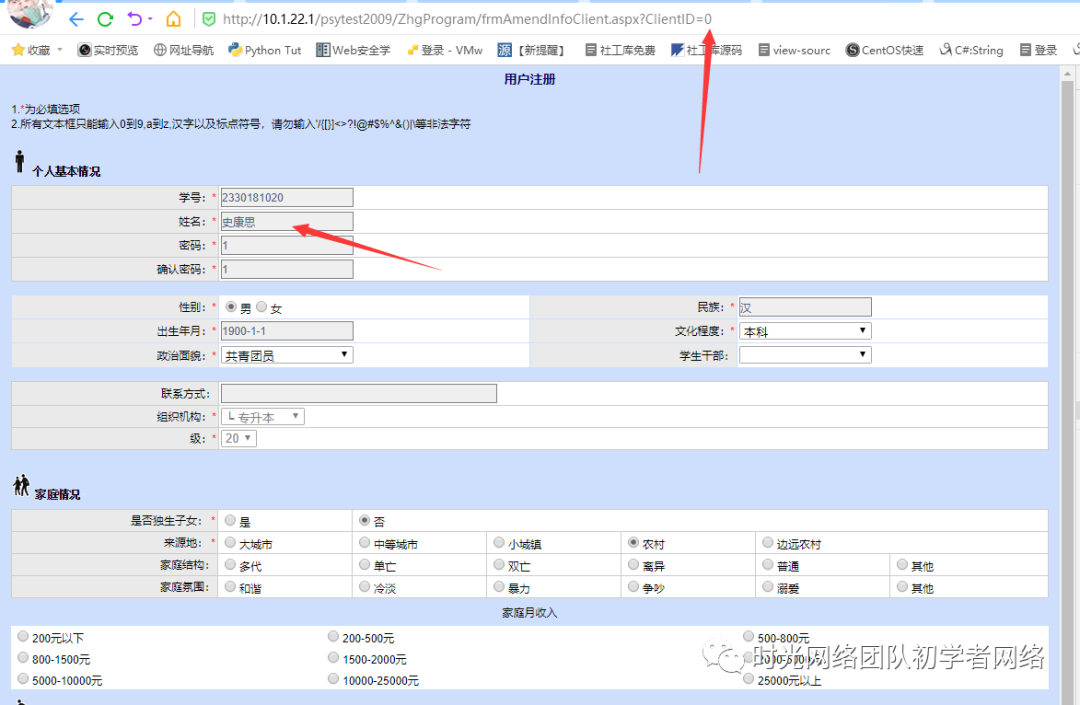 http://10.1.22.1/psytest2009/ZhgProgram/frmAmendInfoClient.aspx?ClientID=0
收藏 实时预览 网址导航 Python Tut Web安全学 登录 - VMw 源 【新提醒】 社工库免费 社工库源码 view-sourc CentOS快速 C#:String 登录
用户注册
1.*为必填选项
2.所有文本框只能输入0到9,a到z,汉字以及标点符号，请勿输入'/{[}]<>?!@#$%^&()|\等非法字符
个人基本情况
学号: * 2330181020
姓名: * 史康思
密码: * 1
确认密码: * 1
性别: * 男 女 民族: * 汉
出生年月: * 1900-1-1 文化程度: * 本科
政治面貌: * 共青团员 学生干部:
联系方式:
组织机构: * └ 专升本
级: * 20
家庭情况
是否独生子女: * 是 否
来源地: * 大城市 中等城市 小城镇 农村 边远农村
家庭结构: 多代 单亡 双亡 离异 普通 其他
家庭氛围: 和谐 冷淡 暴力 争吵 溺爱 其他
家庭月收入
200元以下 200-500元 500-800元
800-1500元 1500-2000元 2000-5000元
5000-10000元 10000-25000元 25000元以上
时光网络团队初学者网络